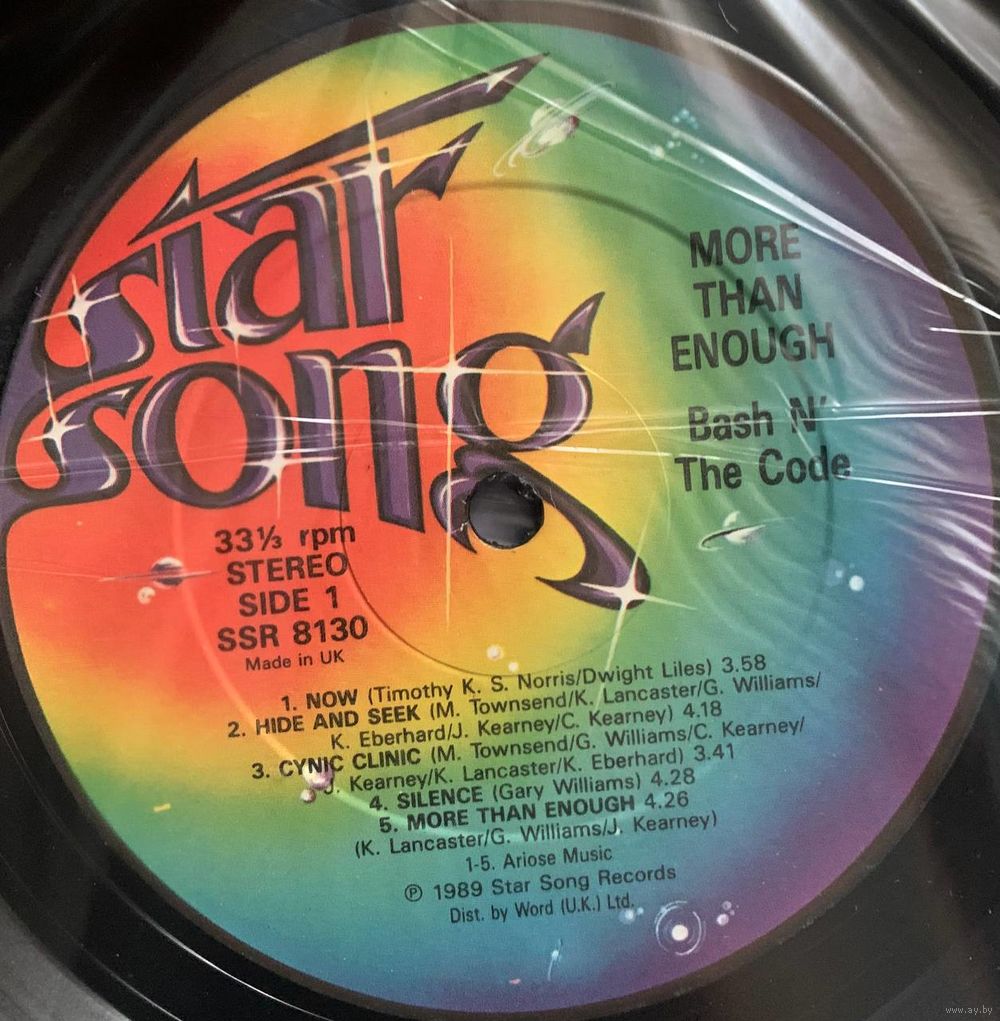 star
song
MORE
THAN
ENOUGH
Bash N'
The Code
33⅓ rpm
STEREO
SIDE 1
SSR 8130
Made in UK
1. NOW (Timothy K. S. Norris/Dwight Liles) 3.58
2. HIDE AND SEEK (M. Townsend/K. Lancaster/G. Williams/
K. Eberhard/J. Kearney/C. Kearney) 4.18
3. CYNIC CLINIC (M. Townsend/G. Williams/C. Kearney/
J. Kearney/K. Lancaster/K. Eberhard) 3.41
4. SILENCE (Gary Williams) 4.28
5. MORE THAN ENOUGH 4.26
(K. Lancaster/G. Williams/J. Kearney)
1-5. Ariose Music
℗ 1989 Star Song Records
Dist. by Word (U.K.) Ltd.
www.ay.by